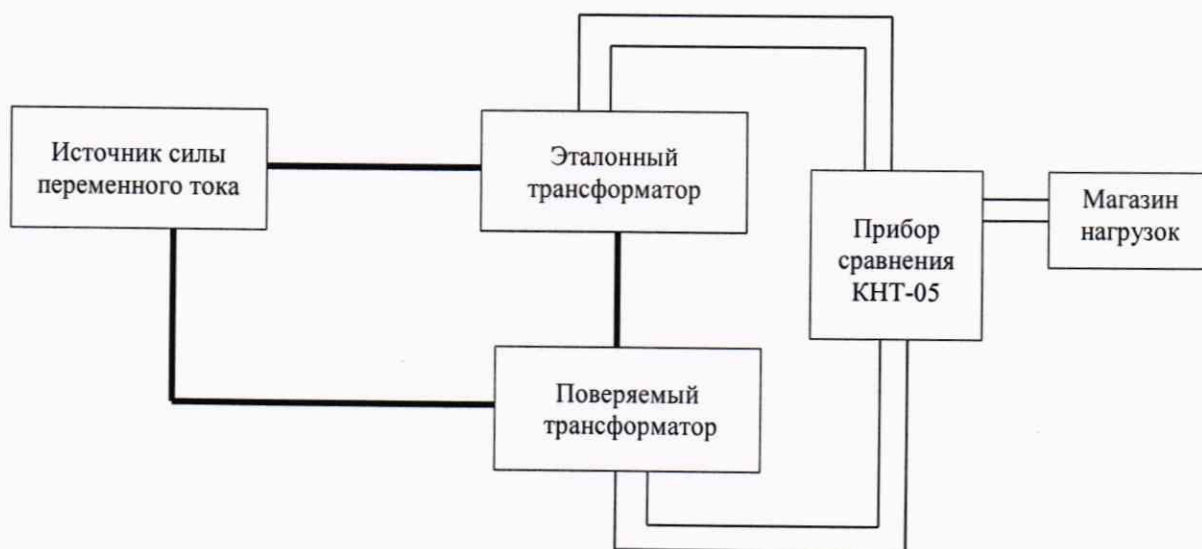 Источник силы
переменного тока
Эталонный
трансформатор
Прибор
сравнения
КНТ-05
Магазин
нагрузок
Поверяемый
трансформатор